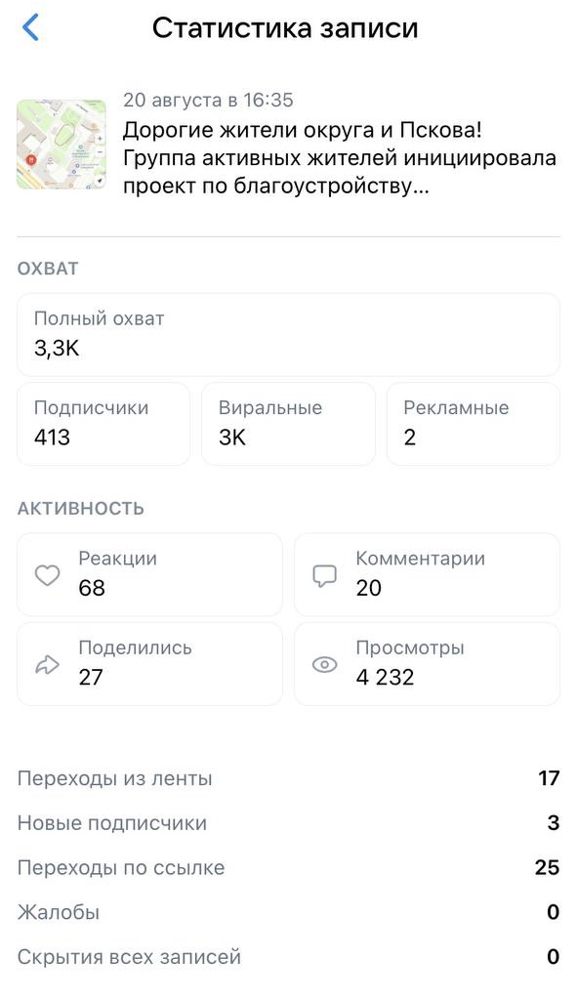 Статистика записи
20 августа в 16:35
Дорогие жители округа и Пскова!
Группа активных жителей инициировала
проект по благоустройству...
ОХВАТ
Полный охват
3,3K
Подписчики
413
Виральные
3K
Рекламные
2
АКТИВНОСТЬ
Реакции
68
Комментарии
20
Поделились
27
Просмотры
4 232
Переходы из ленты 17
Новые подписчики 3
Переходы по ссылке 25
Жалобы 0
Скрытия всех записей 0